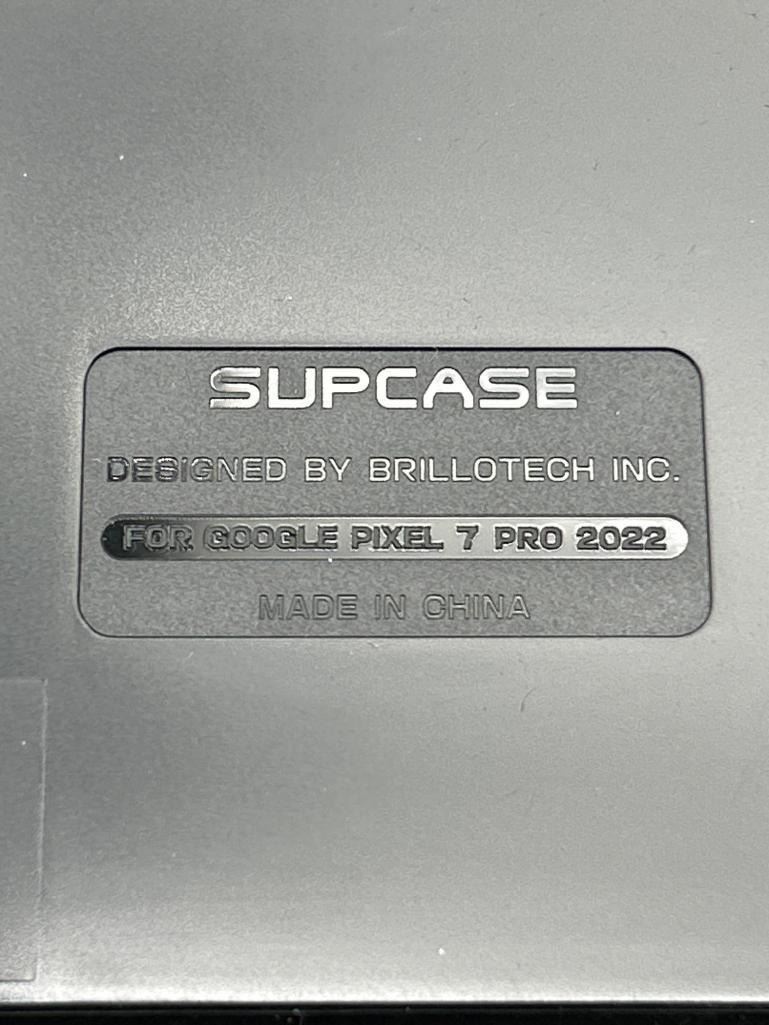 SUPCASE
DESIGNED BY BRILLOTECH INC.
FOR GOOGLE PIXEL 7 PRO 2022
MADE IN CHINA